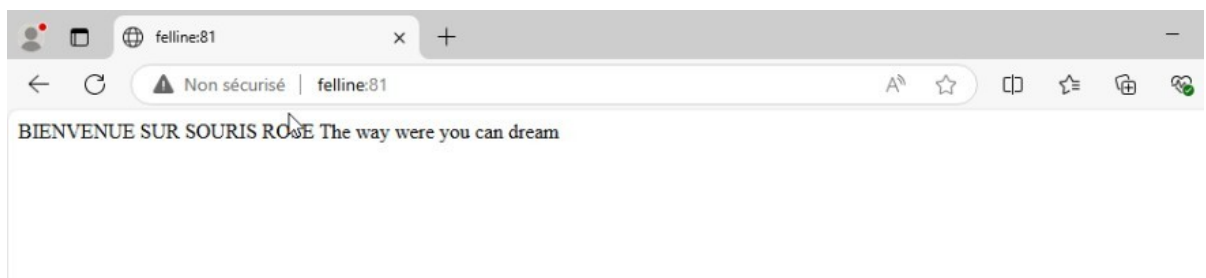 felline:81
Non sécurisé | felline:81
BIENVENUE SUR SOURIS ROSE The way were you can dream